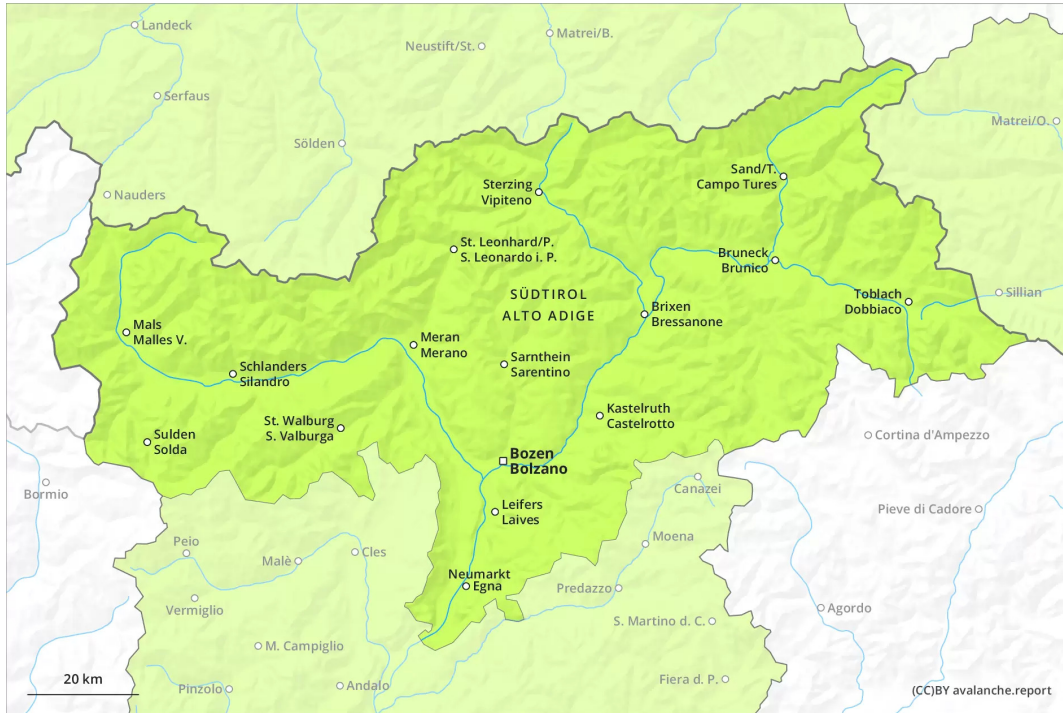 Landeck
Matrei/B.
Neustift/St.
Serfaus
Matrei/O.
Sölden
Sand/T.
Campo Tures
Nauders
Sterzing
Vipiteno
St. Leonhard/P.
S. Leonardo i. P.
Bruneck
Brunico
SÜDTIROL
ALTO ADIGE
Toblach
Dobbiaco
Sillian
Brixen
Bressanone
Mals
Malles V.
Meran
Merano
Schlanders
Silandro
Sarnthein
Sarentino
St. Walburg
S. Valburga
Kastelruth
Castelrotto
Sulden
Solda
Cortina d'Ampezzo
Bozen
Bolzano
Bormio
Canazei
Leifers
Laives
Pieve di Cadore
Moena
Peio
Malè
Cles
Neumarkt
Egna
Predazzo
Vermiglio
Agordo
S. Martino d. C.
M. Campiglio
Fiera d. P.
20 km
Pinzolo
Andalo
(CC)BY avalanche.report